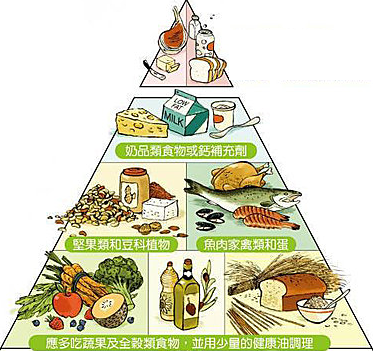 LOW
FAT
MILK
奶品類食物或鈣補充劑
堅果類和豆科植物
魚肉家禽類和蛋
應多吃蔬果及全穀類食物，並用少量的健康油調理